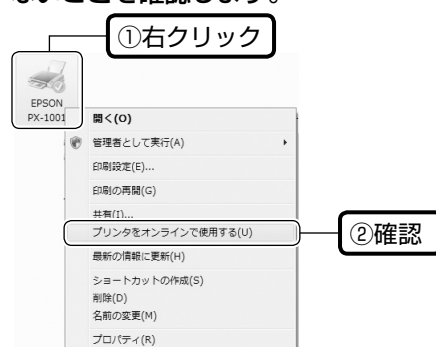 ないことを確認します。
①右クリック
EPSON
PX-1001
開く(O)
管理者として実行(A)
印刷設定(E)...
印刷の再開(G)
共有(I)...
プリンタをオンラインで使用する(U)
②確認
最新の情報に更新(H)
ショートカットの作成(S)
削除(D)
名前の変更(M)
プロパティ(R)